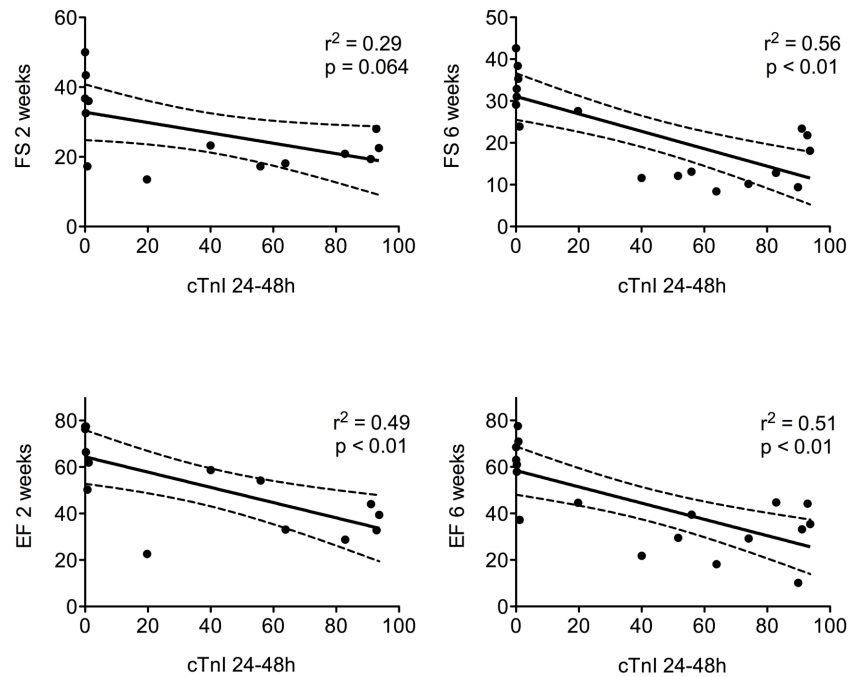 60
40
20
0
FS 2 weeks
r² = 0.29
p = 0.064
0 20 40 60 80 100
cTnI 24-48h
50
40
30
20
10
0
FS 6 weeks
r² = 0.56
p < 0.01
0 20 40 60 80 100
cTnI 24-48h
80
60
40
20
0
EF 2 weeks
r² = 0.49
p < 0.01
0 20 40 60 80 100
cTnI 24-48h
80
60
40
20
0
EF 6 weeks
r² = 0.51
p < 0.01
0 20 40 60 80 100
cTnI 24-48h